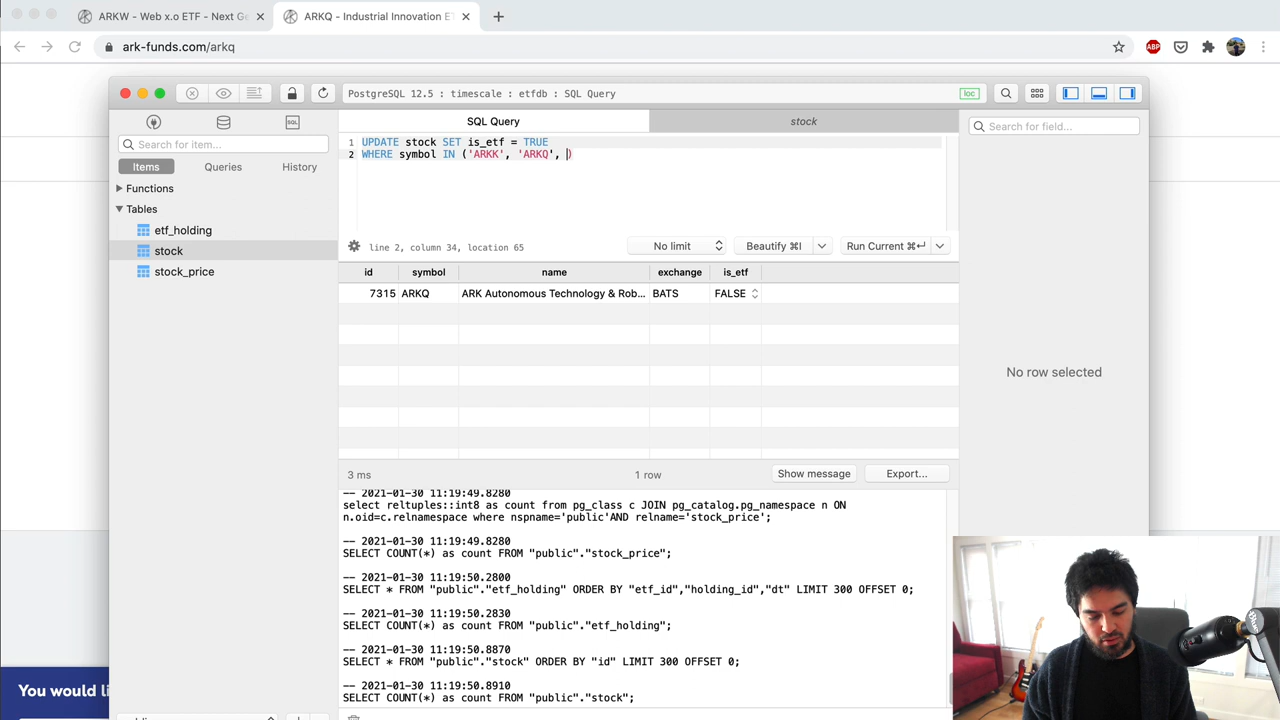 ARKW - Web x.o ETF - Next Ge
ARKQ - Industrial Innovation ET
ark-funds.com/arkq
ABP
PostgreSQL 12.5 : timescale : etfdb : SQL Query
loc
SQL
Search for item...
Items
Queries
History
Functions
Tables
etf_holding
stock
stock_price
SQL Query
stock
1 UPDATE stock SET is_etf = TRUE
2 WHERE symbol IN ('ARKK', 'ARKQ', )
line 2, column 34, location 65
No limit
Beautify ⌘I
Run Current ⌘↵
id symbol name exchange is_etf
7315 ARKQ ARK Autonomous Technology & Rob... BATS FALSE
3 ms
1 row
Show message
Export...
-- 2021-01-30 11:19:49.8280
select reltuples::int8 as count from pg_class c JOIN pg_catalog.pg_namespace n ON
n.oid=c.relnamespace where nspname='public'AND relname='stock_price';
-- 2021-01-30 11:19:49.8280
SELECT COUNT(*) as count FROM "public"."stock_price";
-- 2021-01-30 11:19:50.2800
SELECT * FROM "public"."etf_holding" ORDER BY "etf_id","holding_id","dt" LIMIT 300 OFFSET 0;
-- 2021-01-30 11:19:50.2830
SELECT COUNT(*) as count FROM "public"."etf_holding";
-- 2021-01-30 11:19:50.8870
SELECT * FROM "public"."stock" ORDER BY "id" LIMIT 300 OFFSET 0;
-- 2021-01-30 11:19:50.8910
SELECT COUNT(*) as count FROM "public"."stock";
Search for field...
No row selected
You would li